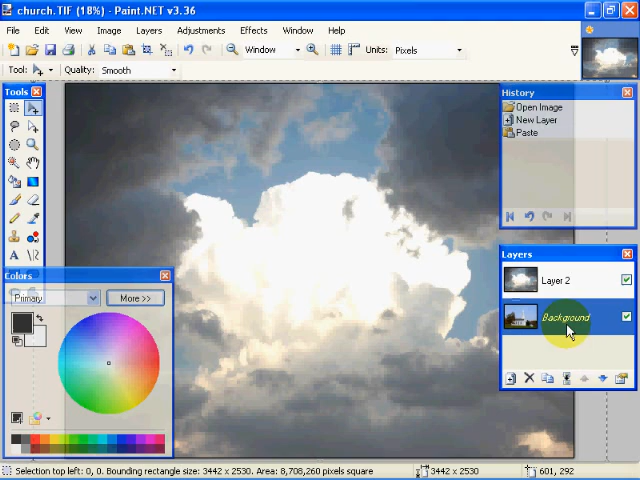 church.TIF (18%) - Paint.NET v3.36
File Edit View Image Layers Adjustments Effects Window Help
Window Units: Pixels
Tool: Quality: Smooth
Tools
History
Open Image
New Layer
Paste
Layers
Layer 2
Background
Colors
Primary More >>
Selection top left: 0, 0. Bounding rectangle size: 3442 x 2530. Area: 8,708,260 pixels square 3442 x 2530 601, 292